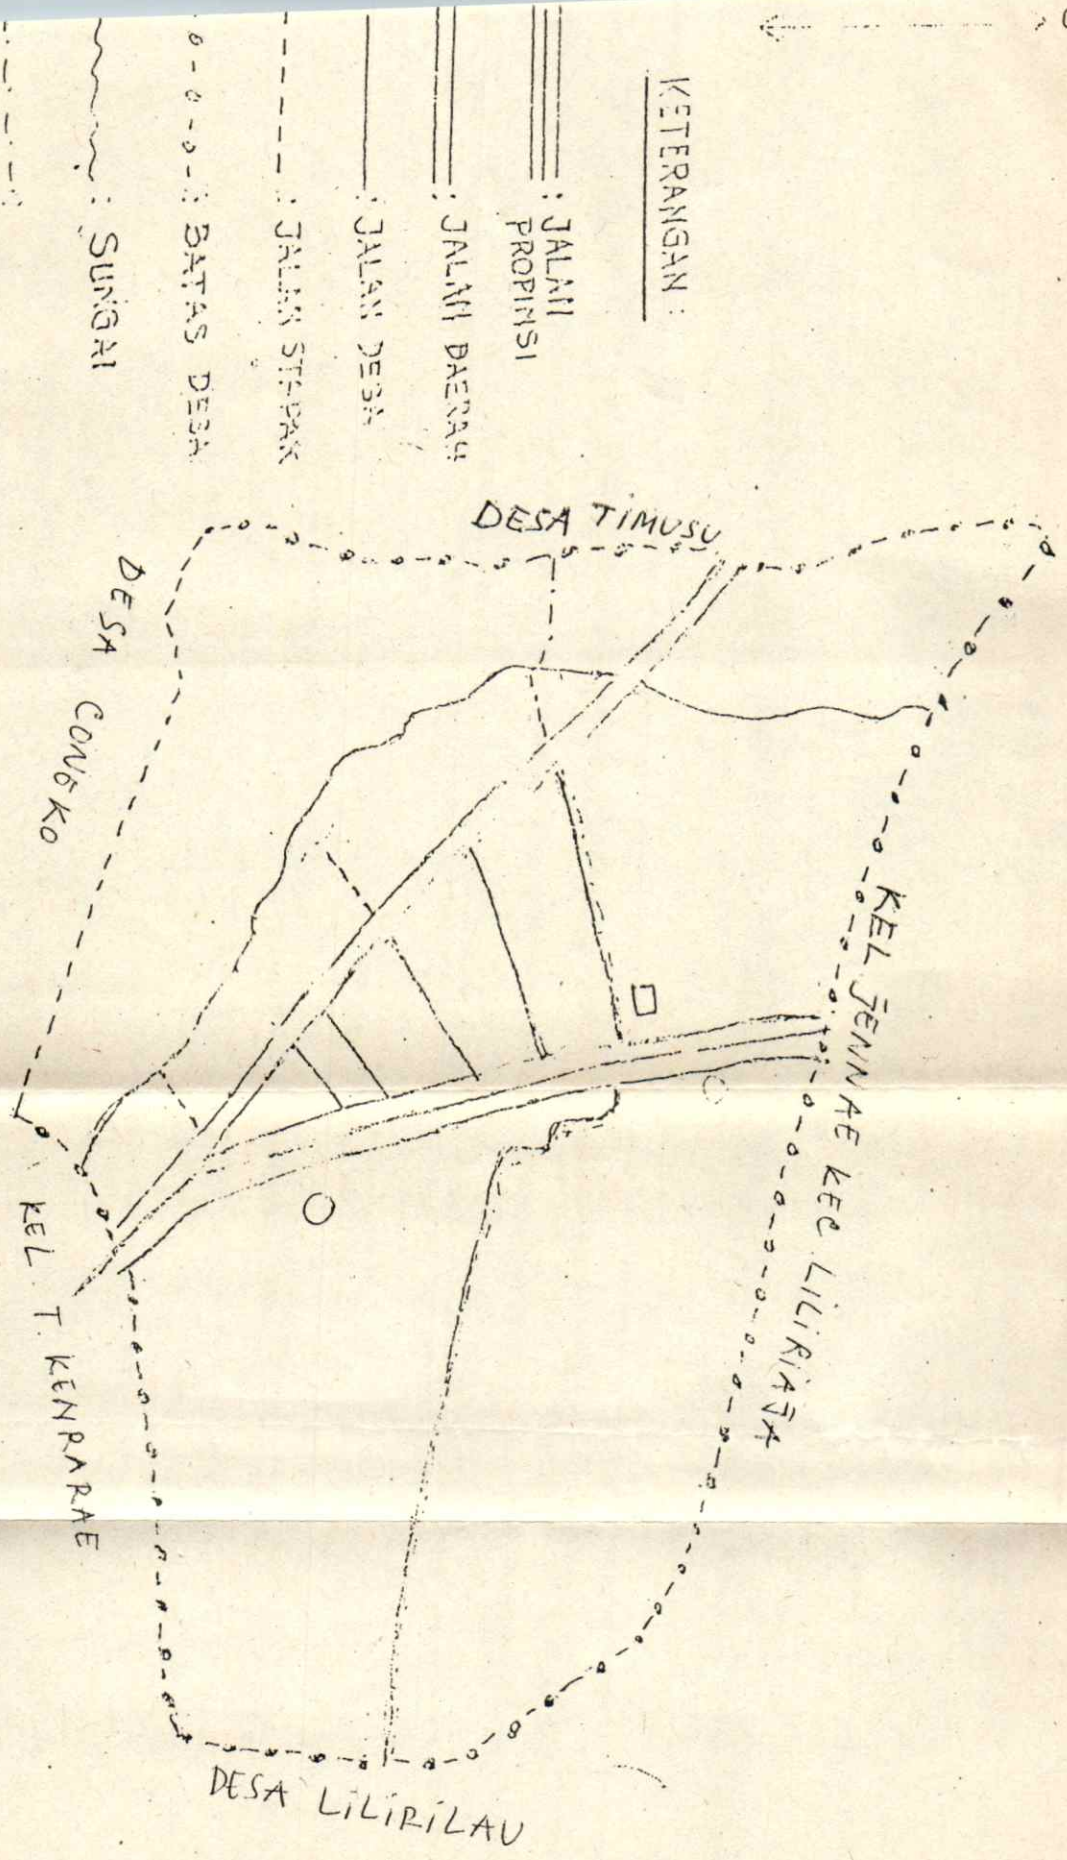 KETERANGAN :
: JALAN
PROPINSI
: JALAN DAERAH
: JALAN DESA
: JALAN STAPAK
: BATAS DESA
: SUNGAI
DESA TIMUSU
KEL JENNAE KEC LILIRIAJA
DESA CONGKO
KEL. T. KENRARAE
DESA LILIRILAU